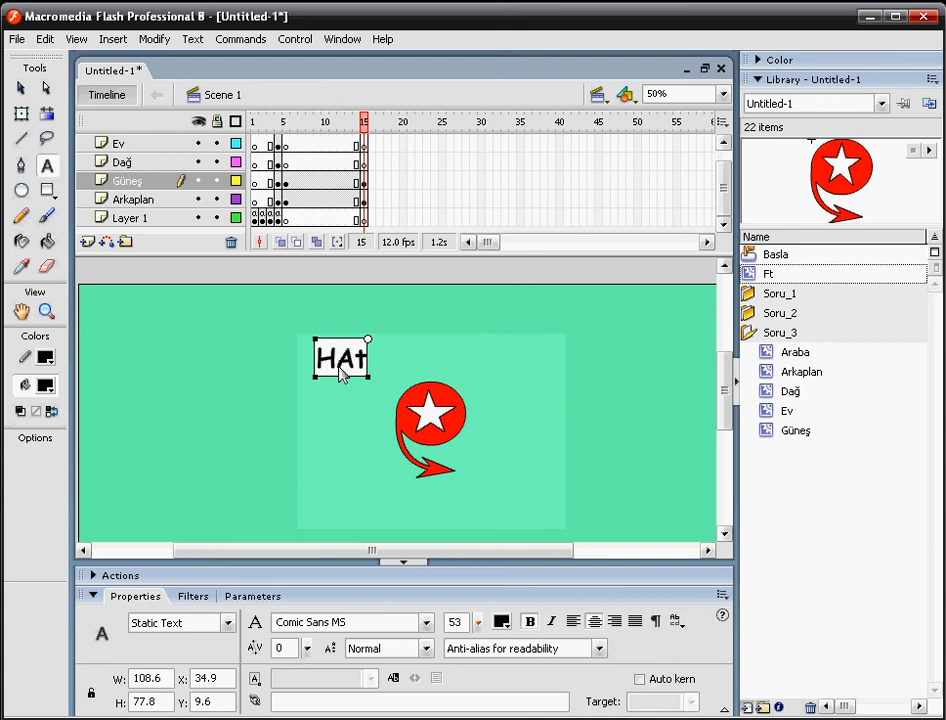 Macromedia Flash Professional 8 - [Untitled-1*]
File Edit View Insert Modify Text Commands Control Window Help
Tools
View
Colors
Options
Untitled-1*
Timeline
Scene 1
50%
1 5 10 15 20 25 30 35 40 45 50 55 6
Ev
Dağ
Güneş
Arkaplan
Layer 1
15 12.0 fps 1.2s
HAt
Actions
Properties Filters Parameters
A
Static Text
A Comic Sans MS 53 B I
A/V 0 Normal Anti-alias for readability
Auto kern
W: 108.6 X: 34.9
H: 77.8 Y: 9.6
Target:
Color
Library - Untitled-1
Untitled-1
22 items
Name
Basla
Ft
Soru_1
Soru_2
Soru_3
Araba
Arkaplan
Dağ
Ev
Güneş